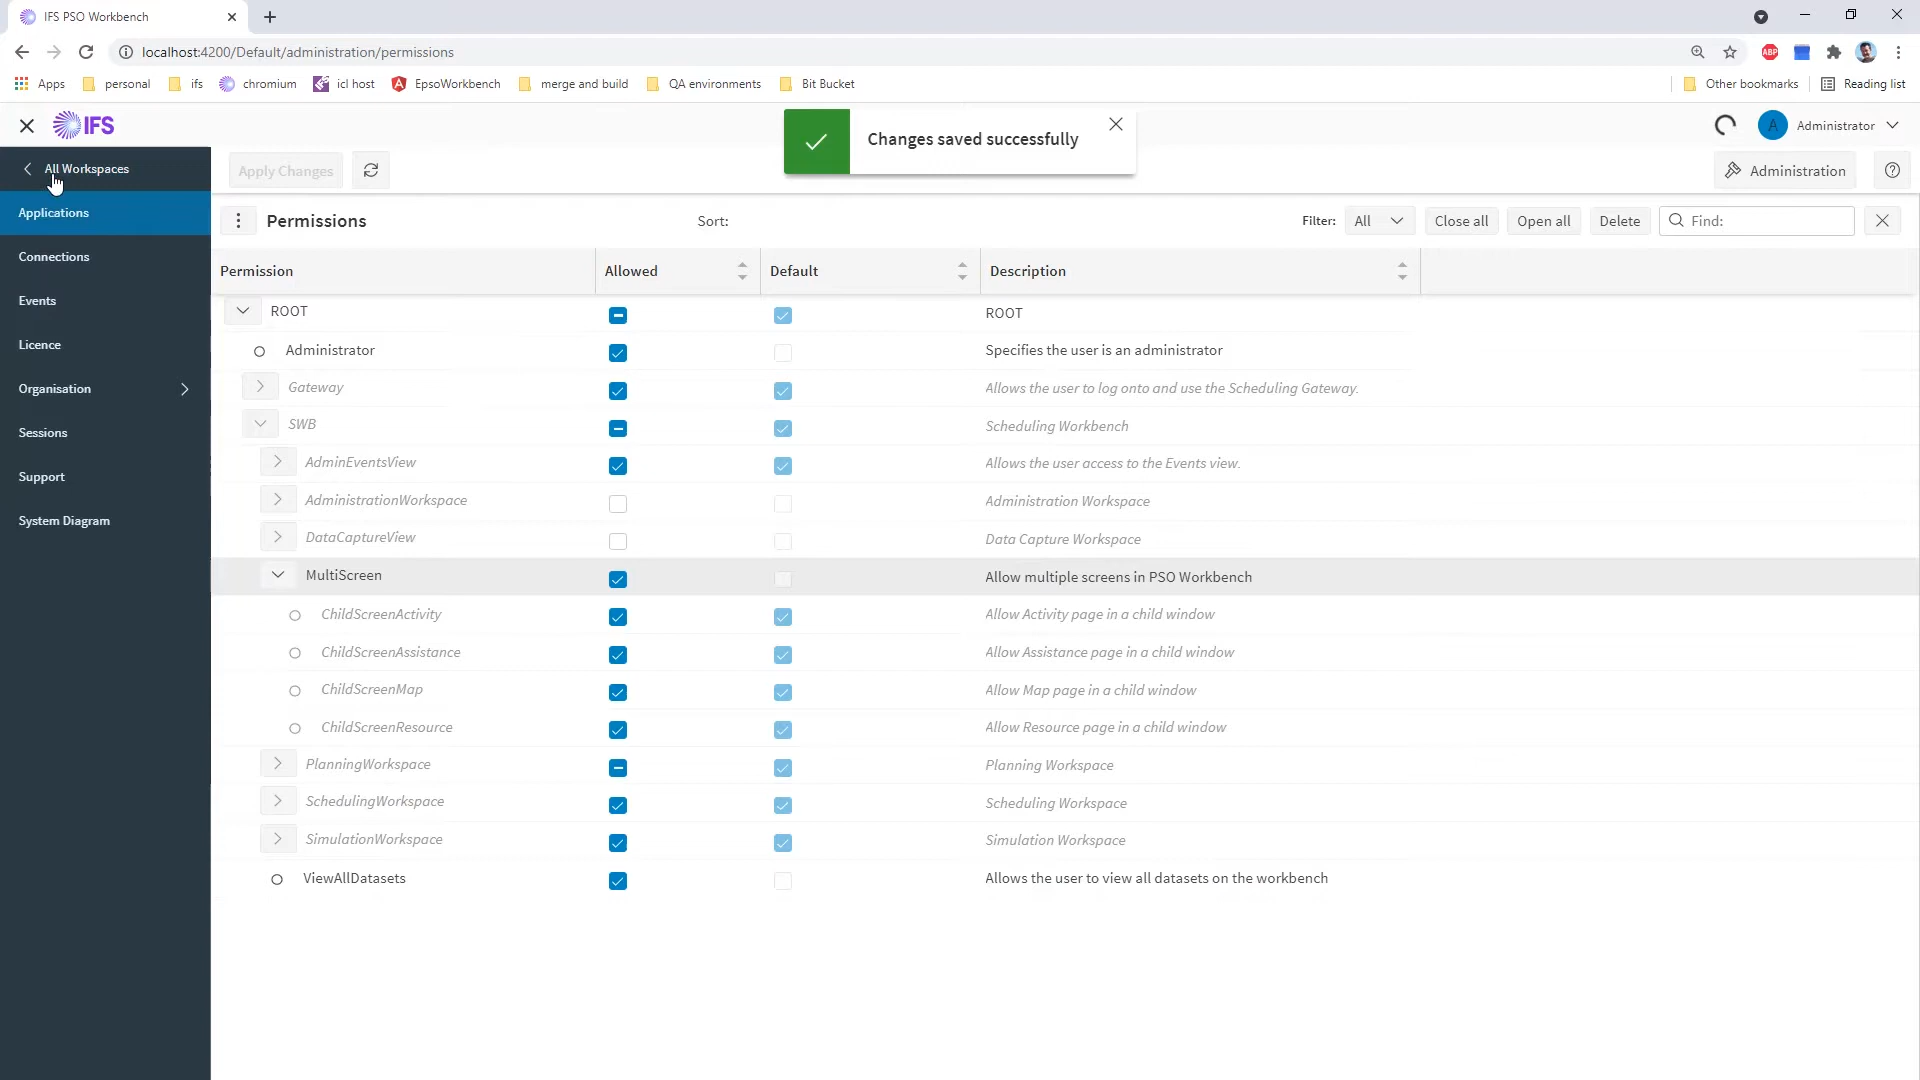 IFS PSO Workbench
localhost:4200/Default/administration/permissions
ABP
Apps personal ifs chromium icl host EpsoWorkbench merge and build QA environments Bit Bucket Other bookmarks Reading list
IFS
Changes saved successfully
A Administrator
All Workspaces
Apply Changes
Administration
Applications
Connections
Events
Licence
Organisation
Sessions
Support
System Diagram
Permissions Sort: Filter: All Close all Open all Delete Find:
Permission Allowed Default Description
ROOT ROOT
Administrator Specifies the user is an administrator
Gateway Allows the user to log onto and use the Scheduling Gateway.
SWB Scheduling Workbench
AdminEventsView Allows the user access to the Events view.
AdministrationWorkspace Administration Workspace
DataCaptureView Data Capture Workspace
MultiScreen Allow multiple screens in PSO Workbench
ChildScreenActivity Allow Activity page in a child window
ChildScreenAssistance Allow Assistance page in a child window
ChildScreenMap Allow Map page in a child window
ChildScreenResource Allow Resource page in a child window
PlanningWorkspace Planning Workspace
SchedulingWorkspace Scheduling Workspace
SimulationWorkspace Simulation Workspace
ViewAllDatasets Allows the user to view all datasets on the workbench